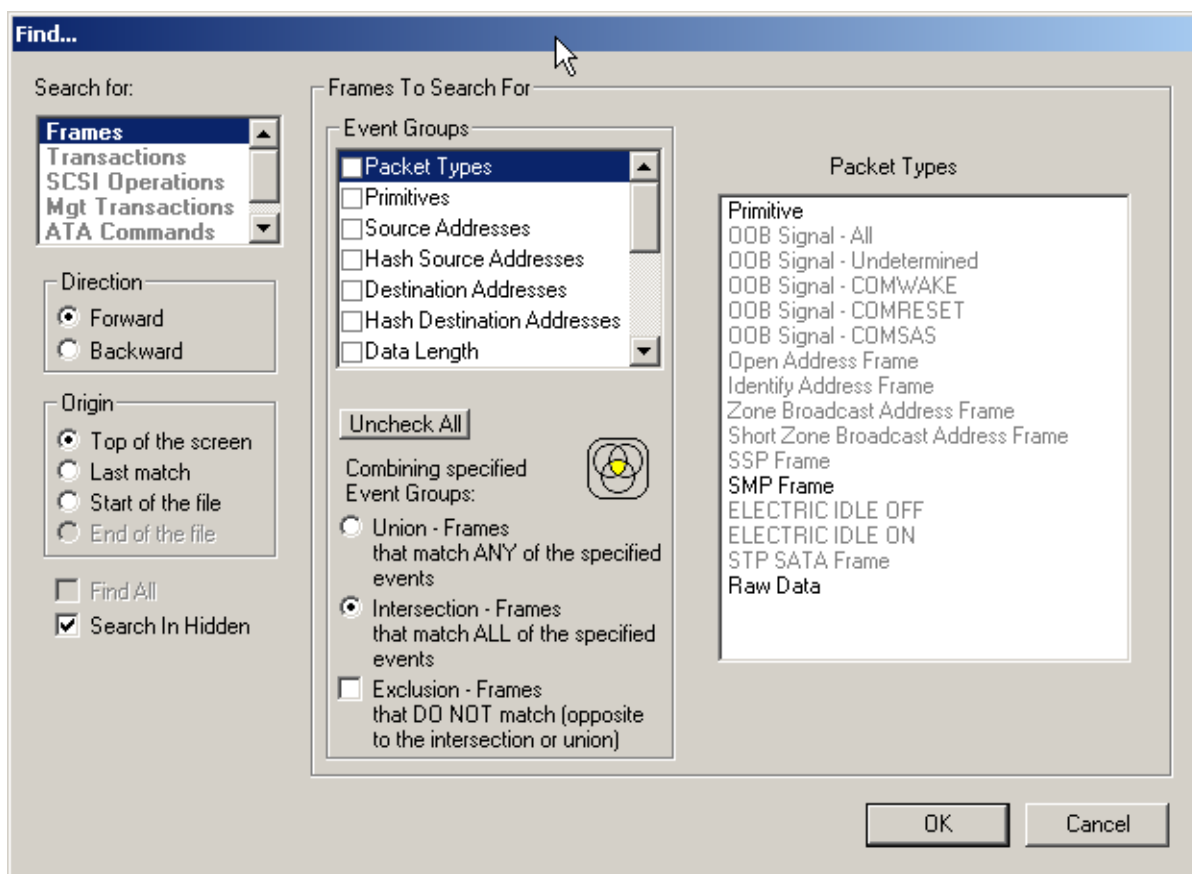 Find...
Search for:
Frames
Transactions
SCSI Operations
Mgt Transactions
ATA Commands
Direction
Forward
Backward
Origin
Top of the screen
Last match
Start of the file
End of the file
Find All
Search In Hidden
Frames To Search For
Event Groups
Packet Types
Primitives
Source Addresses
Hash Source Addresses
Destination Addresses
Hash Destination Addresses
Data Length
Uncheck All
Combining specified
Event Groups:
Union - Frames
that match ANY of the specified
events
Intersection - Frames
that match ALL of the specified
events
Exclusion - Frames
that DO NOT match (opposite
to the intersection or union)
Packet Types
Primitive
OOB Signal - All
OOB Signal - Undetermined
OOB Signal - COMWAKE
OOB Signal - COMRESET
OOB Signal - COMSAS
Open Address Frame
Identify Address Frame
Zone Broadcast Address Frame
Short Zone Broadcast Address Frame
SSP Frame
SMP Frame
ELECTRIC IDLE OFF
ELECTRIC IDLE ON
STP SATA Frame
Raw Data
OK
Cancel